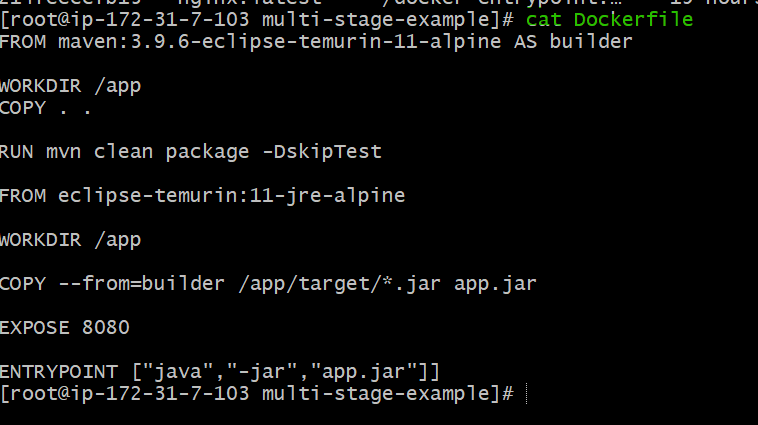 [root@ip-172-31-7-103 multi-stage-example]# cat Dockerfile
FROM maven:3.9.6-eclipse-temurin-11-alpine AS builder
WORKDIR /app
COPY . .
RUN mvn clean package -DskipTest
FROM eclipse-temurin:11-jre-alpine
WORKDIR /app
COPY --from=builder /app/target/*.jar app.jar
EXPOSE 8080
ENTRYPOINT ["java","-jar","app.jar"]]
[root@ip-172-31-7-103 multi-stage-example]#